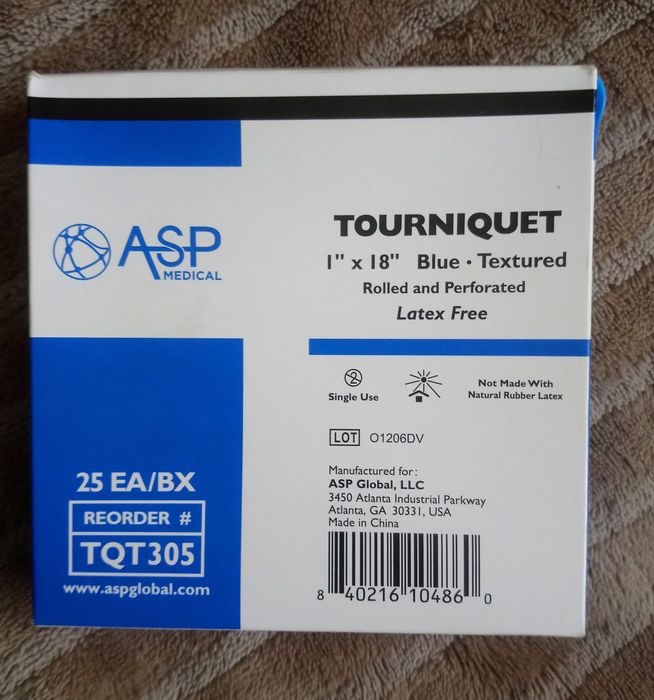 ASP
MEDICAL
TOURNIQUET
1" x 18" Blue • Textured
Rolled and Perforated
Latex Free
2
Single Use
Not Made With
Natural Rubber Latex
LOT O1206DV
25 EA/BX
REORDER #
TQT305
www.aspglobal.com
Manufactured for:
ASP Global, LLC
3450 Atlanta Industrial Parkway
Atlanta, GA 30331, USA
Made in China
8 40216 10486 0